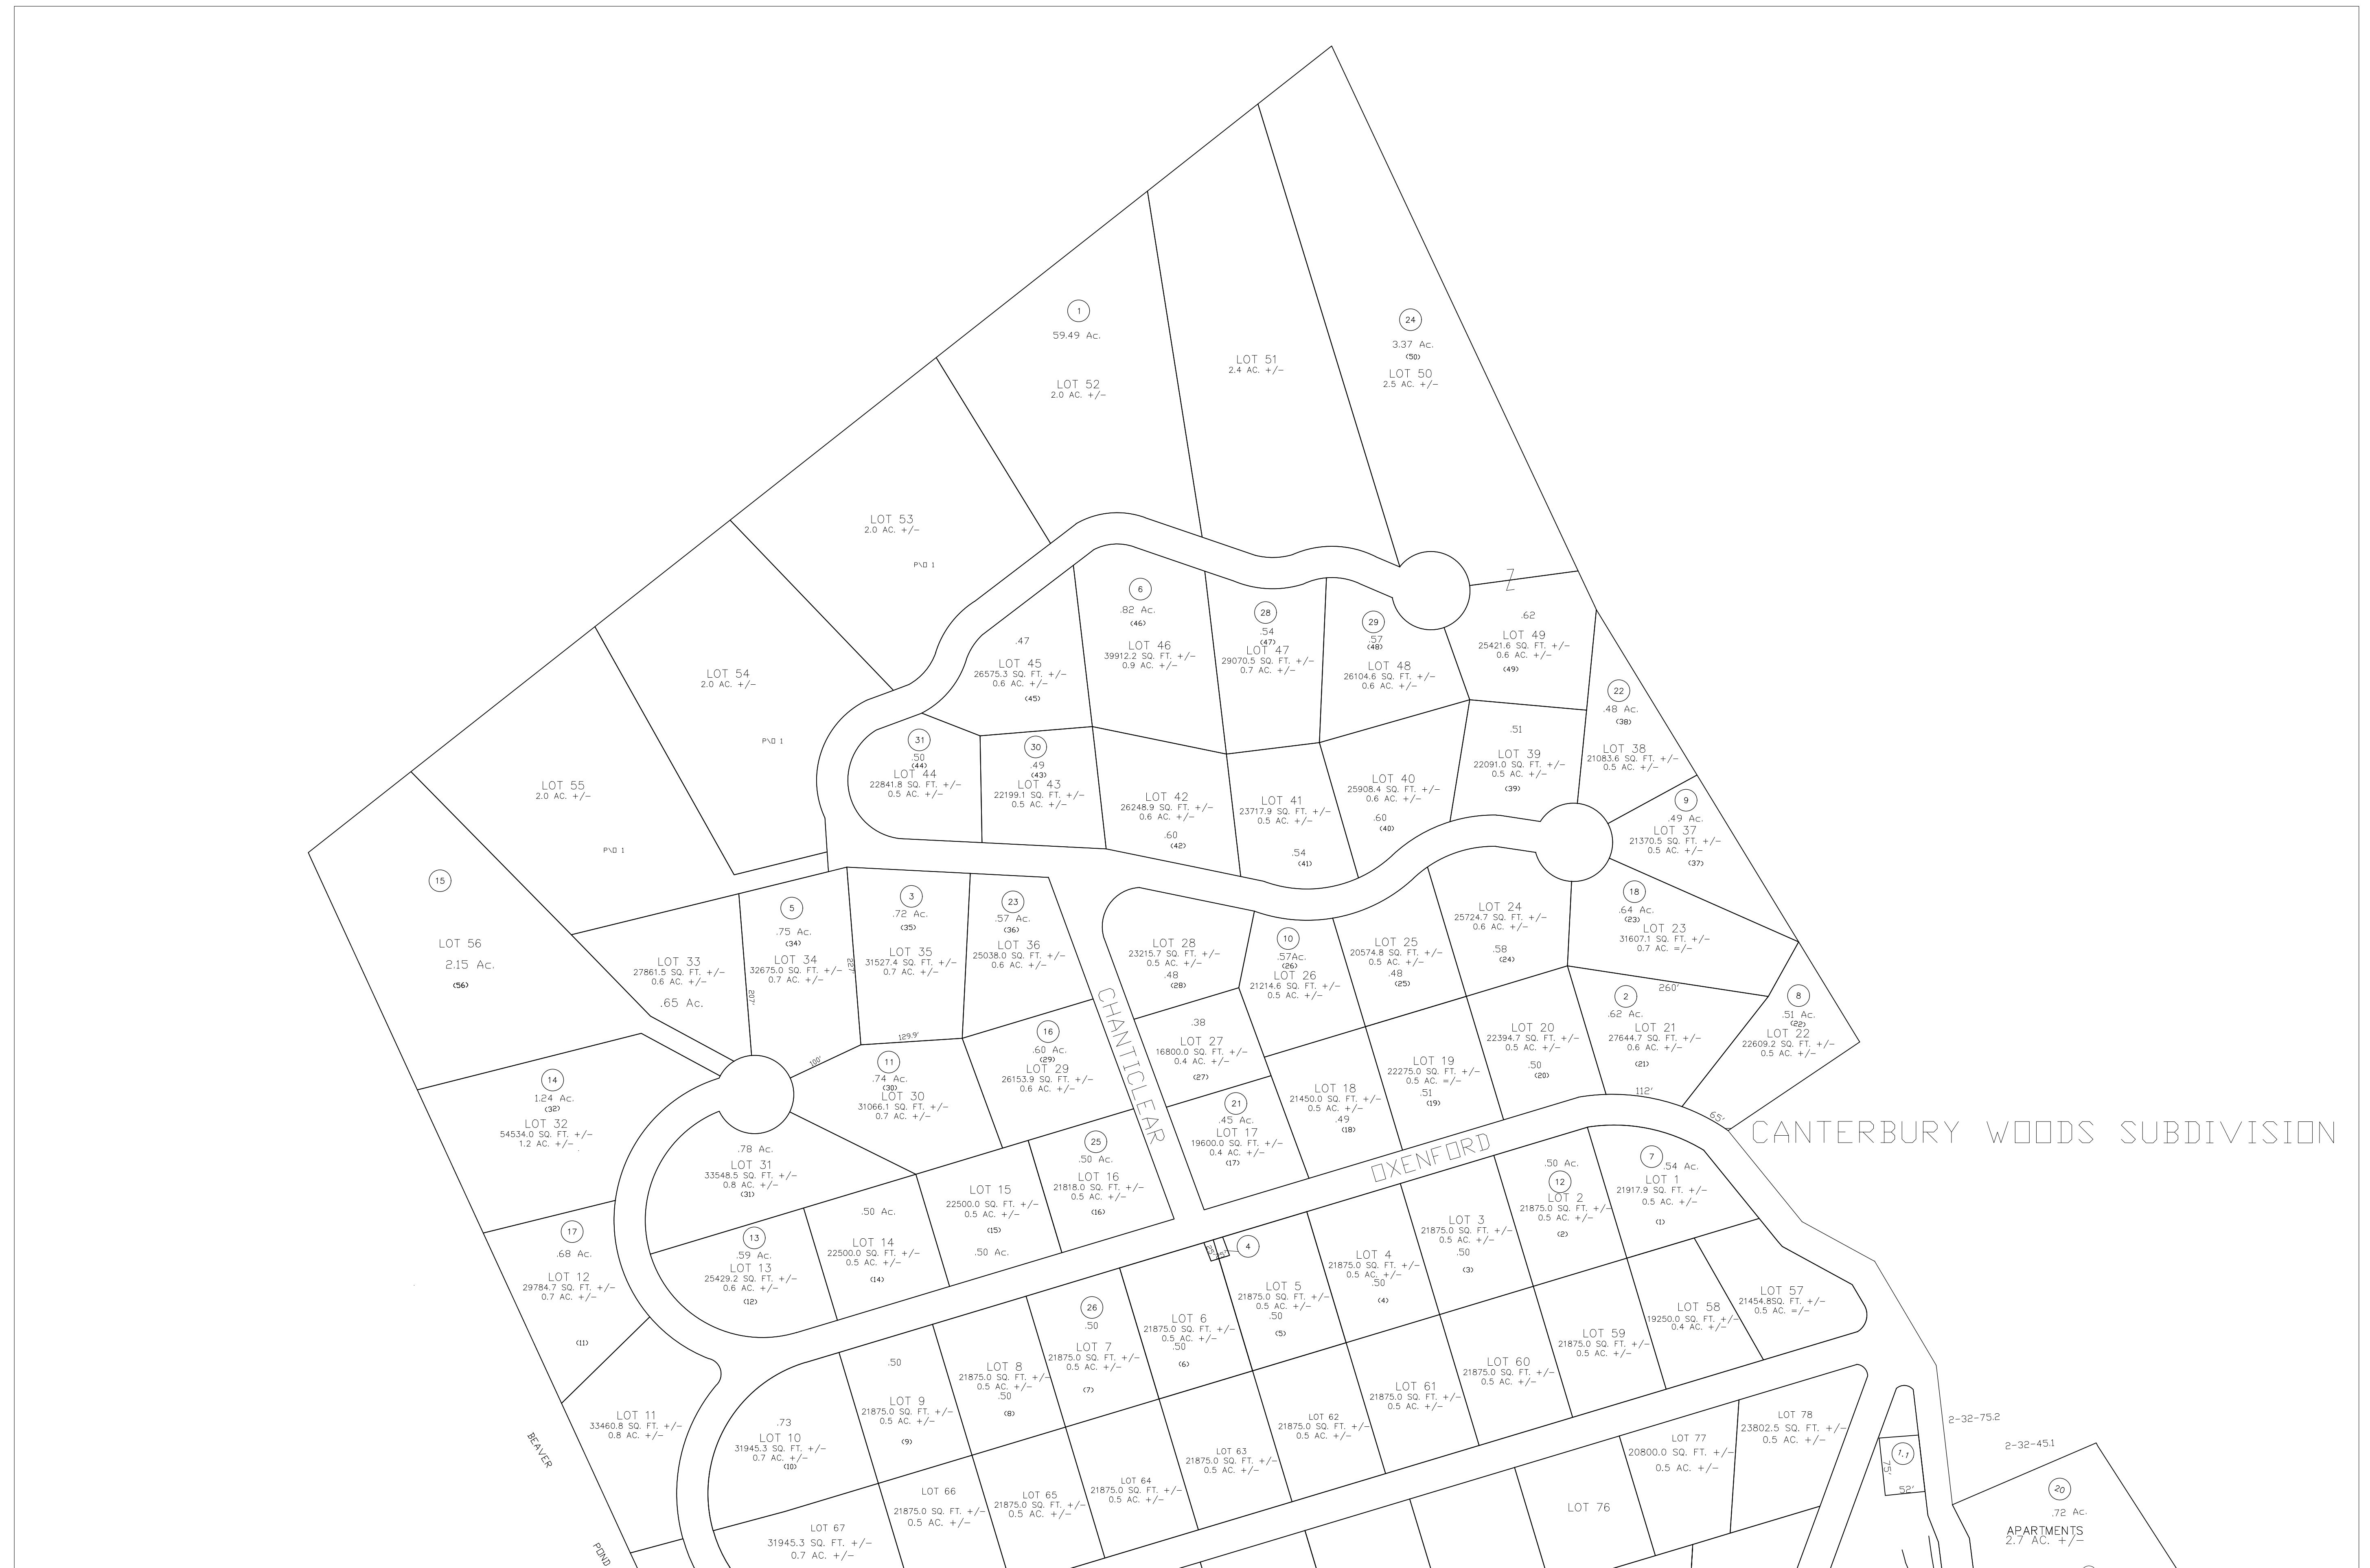 1
59.49 Ac.
LOT 52
2.0 AC. +/-
LOT 51
2.4 AC. +/-
24
3.37 Ac.
(50)
LOT 50
2.5 AC. +/-
LOT 53
2.0 AC. +/-
P\O 1
LOT 54
2.0 AC. +/-
P\O 1
LOT 55
2.0 AC. +/-
P\O 1
15
LOT 56
2.15 Ac.
(56)
.47
LOT 45
26575.3 SQ. FT. +/-
0.6 AC. +/-
(45)
6
.82 Ac.
(46)
LOT 46
39912.2 SQ. FT. +/-
0.9 AC. +/-
28
.54
(47)
LOT 47
29070.5 SQ. FT. +/-
0.7 AC. +/-
29
.57
(48)
LOT 48
26104.6 SQ. FT. +/-
0.6 AC. +/-
Z
.62
LOT 49
25421.6 SQ. FT. +/-
0.6 AC. +/-
(49)
22
.48 Ac.
(38)
LOT 38
21083.6 SQ. FT. +/-
0.5 AC. +/-
31
.50
(44)
LOT 44
22841.8 SQ. FT. +/-
0.5 AC. +/-
30
.49
(43)
LOT 43
22199.1 SQ. FT. +/-
0.5 AC. +/-
LOT 42
26248.9 SQ. FT. +/-
0.6 AC. +/-
.60
(42)
LOT 41
23717.9 SQ. FT. +/-
0.5 AC. +/-
.54
(41)
LOT 40
25908.4 SQ. FT. +/-
0.6 AC. +/-
.60
(40)
.51
LOT 39
22091.0 SQ. FT. +/-
0.5 AC. +/-
(39)
9
.49 Ac.
LOT 37
21370.5 SQ. FT. +/-
0.5 AC. +/-
(37)
LOT 33
27861.5 SQ. FT. +/-
0.6 AC. +/-
.65 Ac.
207'
5
.75 Ac.
(34)
LOT 34
32675.0 SQ. FT. +/-
0.7 AC. +/-
227'
3
.72 Ac.
(35)
LOT 35
31527.4 SQ. FT. +/-
0.7 AC. +/-
129.9'
100'
23
.57 Ac.
(36)
LOT 36
25038.0 SQ. FT. +/-
0.6 AC. +/-
CHANTICLEAR
LOT 28
23215.7 SQ. FT. +/-
0.5 AC. +/-
.48
(28)
10
.57Ac.
(26)
LOT 26
21214.6 SQ. FT. +/-
0.5 AC. +/-
LOT 25
20574.8 SQ. FT. +/-
0.5 AC. +/-
.48
(25)
LOT 24
25724.7 SQ. FT. +/-
0.6 AC. +/-
.58
(24)
18
.64 Ac.
(23)
LOT 23
31607.1 SQ. FT. +/-
0.7 AC. =/-
260'
2
.62 Ac.
LOT 21
27644.7 SQ. FT. +/-
0.6 AC. +/-
(21)
112'
65'
8
.51 Ac.
(22)
LOT 22
22609.2 SQ. FT. +/-
0.5 AC. +/-
14
1.24 Ac.
(32)
LOT 32
54534.0 SQ. FT. +/-
1.2 AC. +/-
11
.74 Ac.
(30)
LOT 30
31066.1 SQ. FT. +/-
0.7 AC. +/-
16
.60 Ac.
(29)
LOT 29
26153.9 SQ. FT. +/-
0.6 AC. +/-
.38
LOT 27
16800.0 SQ. FT. +/-
0.4 AC. +/-
(27)
21
.45 Ac.
LOT 17
19600.0 SQ. FT. +/-
0.4 AC. +/-
(17)
LOT 18
21450.0 SQ. FT. +/-
0.5 AC. +/-
.49
(18)
LOT 19
22275.0 SQ. FT. +/-
0.5 AC. =/-
.51
(19)
LOT 20
22394.7 SQ. FT. +/-
0.5 AC. +/-
.50
(20)
CANTERBURY WOODS SUBDIVISION
OXENFORD
.78 Ac.
LOT 31
33548.5 SQ. FT. +/-
0.8 AC. +/-
(31)
25
.50 Ac.
LOT 16
21818.0 SQ. FT. +/-
0.5 AC. +/-
(16)
LOT 15
22500.0 SQ. FT. +/-
0.5 AC. +/-
(15)
.50 Ac.
.50 Ac.
LOT 14
22500.0 SQ. FT. +/-
0.5 AC. +/-
(14)
13
.59 Ac.
LOT 13
25429.2 SQ. FT. +/-
0.6 AC. +/-
(12)
17
.68 Ac.
LOT 12
29784.7 SQ. FT. +/-
0.7 AC. +/-
(11)
7
.54 Ac.
LOT 1
21917.9 SQ. FT. +/-
0.5 AC. +/-
(1)
.50 Ac.
12
LOT 2
21875.0 SQ. FT. +/-
0.5 AC. +/-
(2)
LOT 3
21875.0 SQ. FT. +/-
0.5 AC. +/-
.50
(3)
LOT 4
21875.0 SQ. FT. +/-
0.5 AC. +/-
.50
(4)
4
LOT 5
21875.0 SQ. FT. +/-
0.5 AC. +/-
.50
(5)
LOT 6
21875.0 SQ. FT. +/-
0.5 AC. +/-
.50
(6)
26
.50
LOT 7
21875.0 SQ. FT. +/-
0.5 AC. +/-
(7)
LOT 8
21875.0 SQ. FT. +/-
0.5 AC. +/-
.50
(8)
.50
LOT 9
21875.0 SQ. FT. +/-
0.5 AC. +/-
(9)
.73
LOT 10
31945.3 SQ. FT. +/-
0.7 AC. +/-
(10)
LOT 11
33460.8 SQ. FT. +/-
0.8 AC. +/-
BEAVER
POND
LOT 57
21454.8SQ. FT. +/-
0.5 AC. =/-
LOT 58
19250.0 SQ. FT. +/-
0.4 AC. +/-
LOT 59
21875.0 SQ. FT. +/-
0.5 AC. +/-
LOT 60
21875.0 SQ. FT. +/-
0.5 AC. +/-
LOT 61
21875.0 SQ. FT. +/-
0.5 AC. +/-
LOT 62
21875.0 SQ. FT. +/-
0.5 AC. +/-
LOT 63
21875.0 SQ. FT. +/-
0.5 AC. +/-
LOT 64
21875.0 SQ. FT. +/-
0.5 AC. +/-
LOT 65
21875.0 SQ. FT. +/-
0.5 AC. +/-
LOT 66
21875.0 SQ. FT. +/-
0.5 AC. +/-
LOT 67
31945.3 SQ. FT. +/-
0.7 AC. +/-
LOT 76
LOT 77
20800.0 SQ. FT. +/-
0.5 AC. +/-
LOT 78
23802.5 SQ. FT. +/-
0.5 AC. +/-
1.1
75'
52'
2-32-75.2
2-32-45.1
20
.72 Ac.
APARTMENTS
2.7 AC. +/-